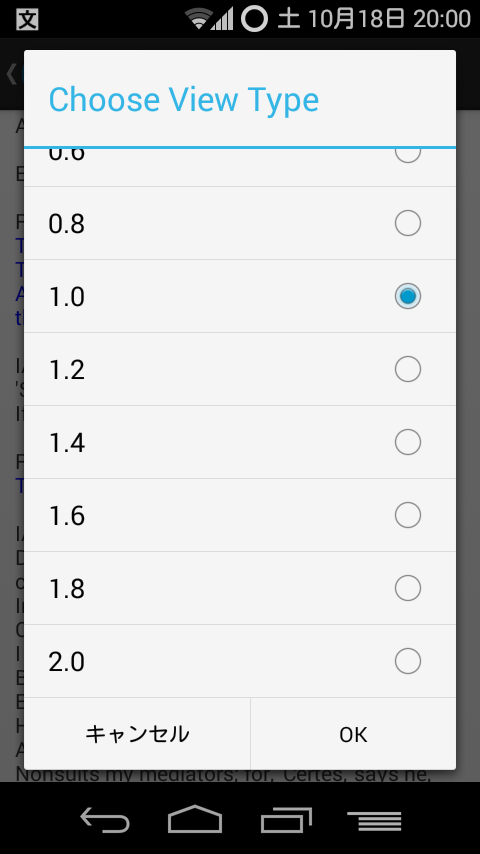 文 土 10月18日 20:00
Choose View Type
0.6
0.8
1.0
1.2
1.4
1.6
1.8
2.0
キャンセル OK
Nonsuits my mediators; for, 'Certes,' says he,